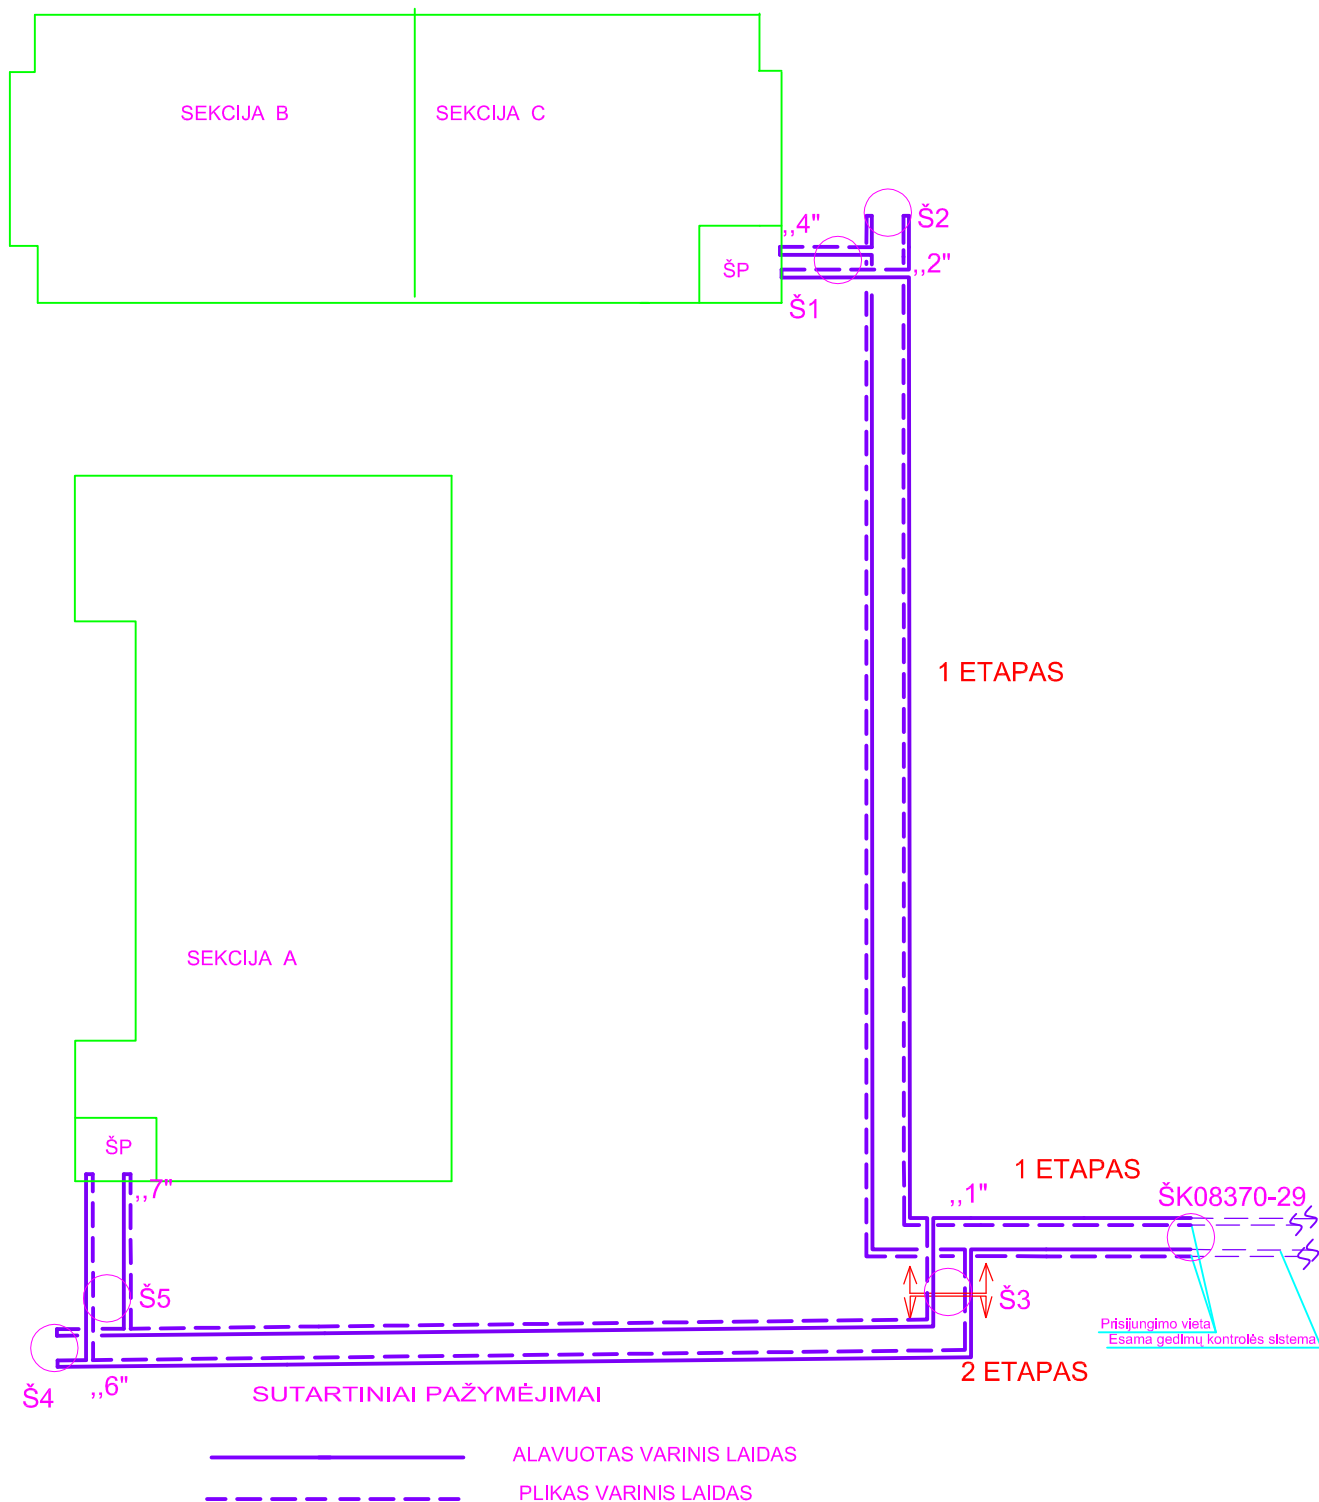 SEKCIJA B
SEKCIJA C
Š2
,,4"
,,2"
ŠP
Š1
1 ETAPAS
SEKCIJA A
ŠP
1 ETAPAS
,,7"
,,1"
ŠK08370-29
Š5
Š3
Prisijungimo vieta
Esama gedimų kontrolės sistema
2 ETAPAS
,,6"
Š4
SUTARTINIAI PAŽYMĖJIMAI
ALAVUOTAS VARINIS LAIDAS
PLIKAS VARINIS LAIDAS